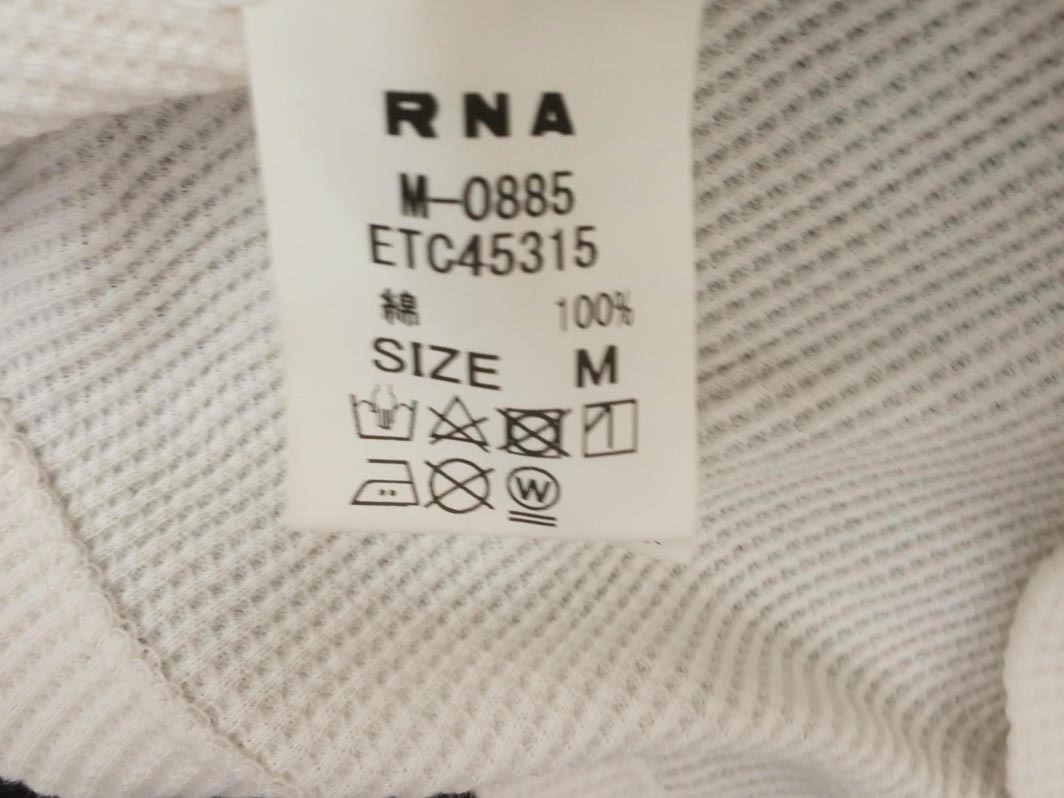 RNA
M-0885
ETC45315
綿 100%
SIZE M
W